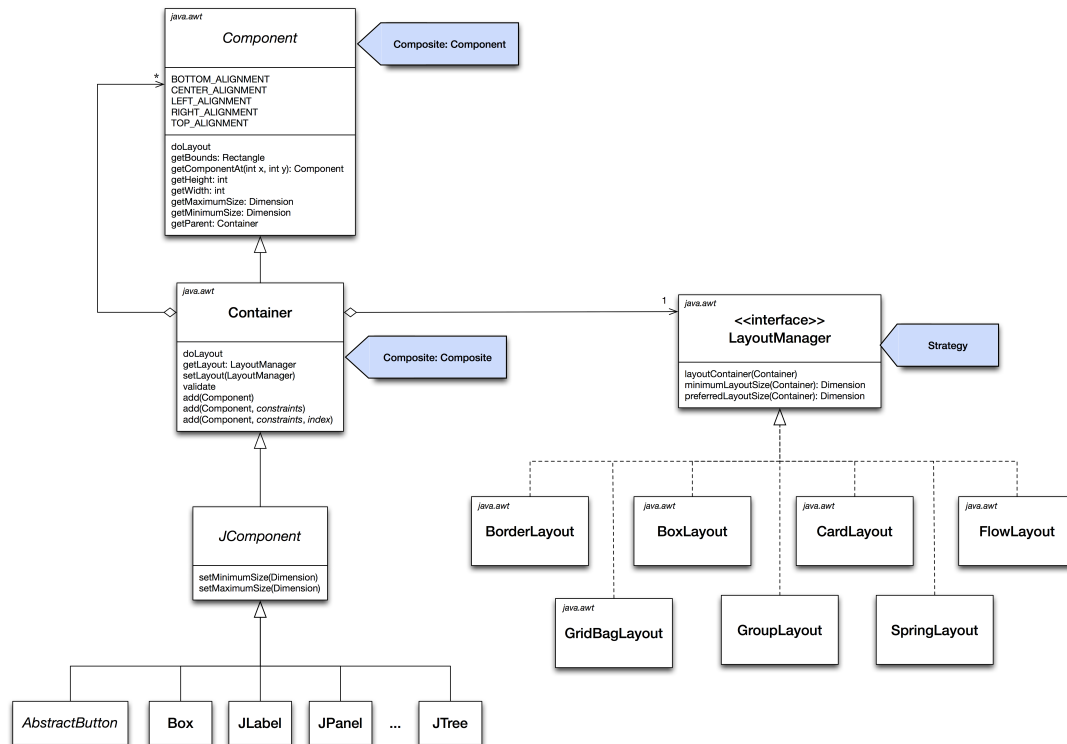 java.awt
Component
Composite: Component
*
BOTTOM_ALIGNMENT
CENTER_ALIGNMENT
LEFT_ALIGNMENT
RIGHT_ALIGNMENT
TOP_ALIGNMENT
doLayout
getBounds: Rectangle
getComponentAt(int x, int y): Component
getHeight: int
getWidth: int
getMaximumSize: Dimension
getMinimumSize: Dimension
getParent: Container
java.awt
Container
doLayout
getLayout: LayoutManager
setLayout(LayoutManager)
validate
add(Component)
add(Component, constraints)
add(Component, constraints, index)
Composite: Composite
1
java.awt
<<interface>>
LayoutManager
layoutContainer(Container)
minimumLayoutSize(Container): Dimension
preferredLayoutSize(Container): Dimension
Strategy
JComponent
setMinimumSize(Dimension)
setMaximumSize(Dimension)
java.awt
BorderLayout
java.awt
BoxLayout
java.awt
CardLayout
java.awt
FlowLayout
java.awt
GridBagLayout
GroupLayout
SpringLayout
AbstractButton
Box
JLabel
JPanel
...
JTree